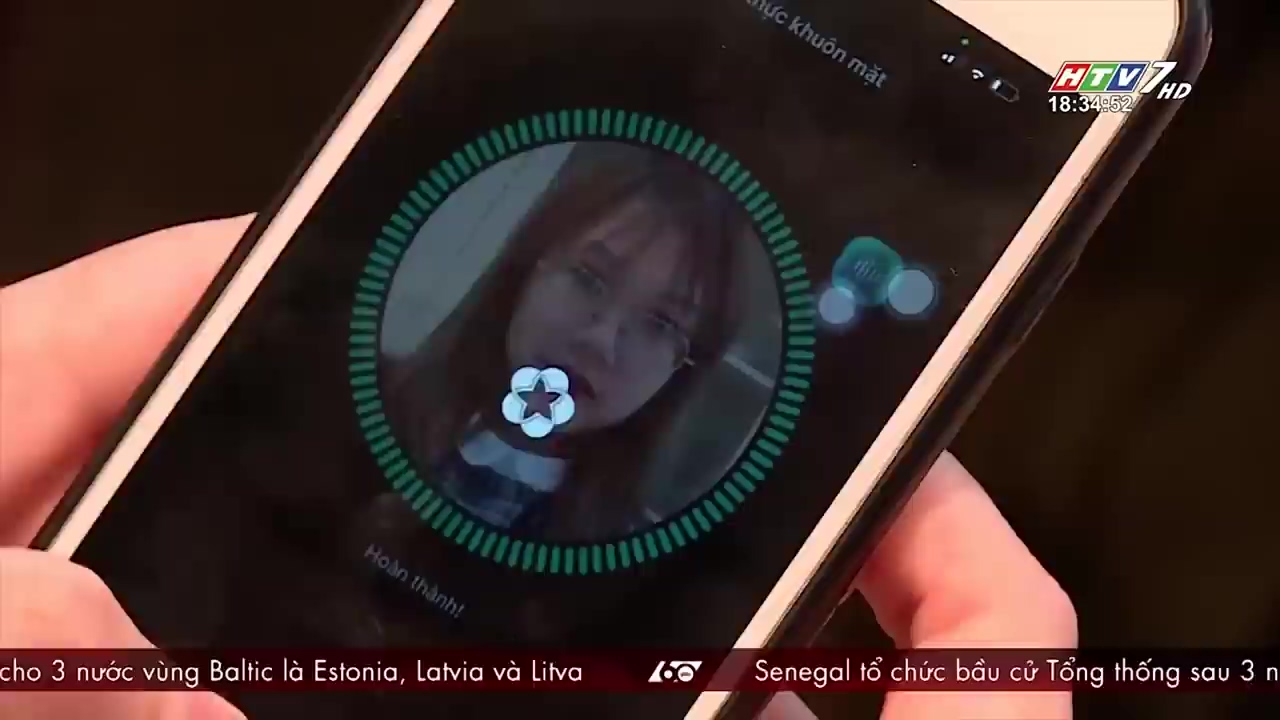 khuôn mặt
HTV7 HD
18:34:52
Hoàn thành!
cho 3 nước vùng Baltic là Estonia, Latvia và Litva
60
Senegal tổ chức bầu cử Tổng thống sau 3 n